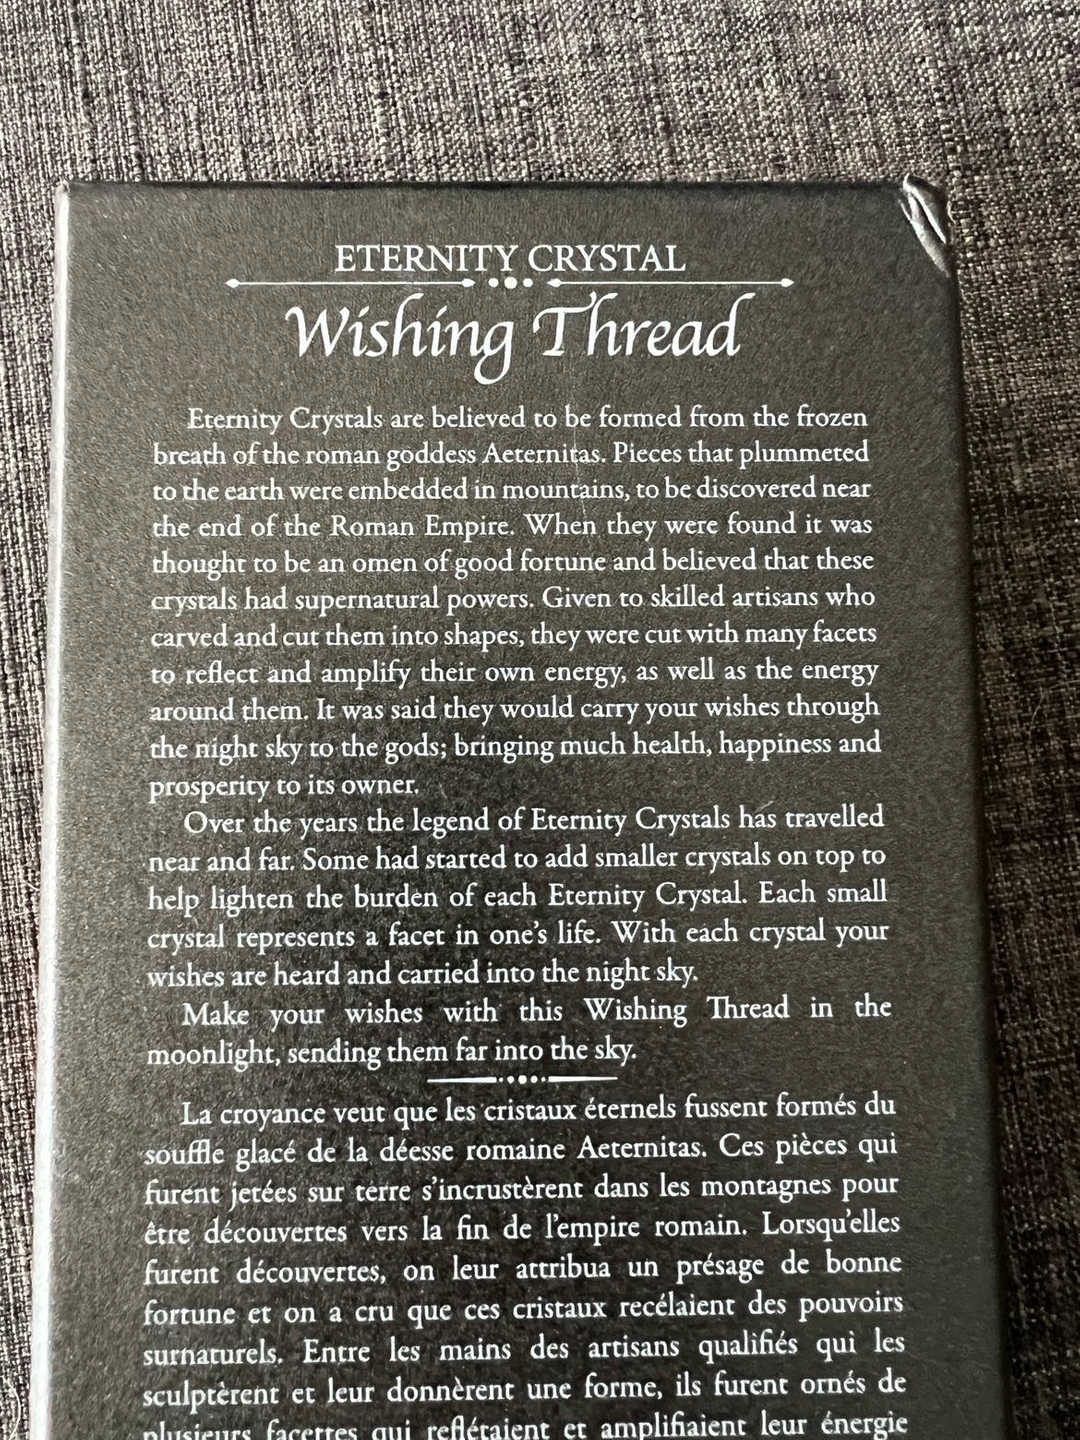 ETERNITY CRYSTAL
Wishing Thread
Eternity Crystals are believed to be formed from the frozen
breath of the roman goddess Aeternitas. Pieces that plummeted
to the earth were embedded in mountains, to be discovered near
the end of the Roman Empire. When they were found it was
thought to be an omen of good fortune and believed that these
crystals had supernatural powers. Given to skilled artisans who
carved and cut them into shapes, they were cut with many facets
to reflect and amplify their own energy, as well as the energy
around them. It was said they would carry your wishes through
the night sky to the gods; bringing much health, happiness and
prosperity to its owner.
Over the years the legend of Eternity Crystals has travelled
near and far. Some had started to add smaller crystals on top to
help lighten the burden of each Eternity Crystal. Each small
crystal represents a facet in one's life. With each crystal your
wishes are heard and carried into the night sky.
Make your wishes with this Wishing Thread in the
moonlight, sending them far into the sky.
La croyance veut que les cristaux éternels fussent formés du
souffle glacé de la déesse romaine Aeternitas. Ces pièces qui
furent jetées sur terre s'incrustèrent dans les montagnes pour
être découvertes vers la fin de l'empire romain. Lorsqu'elles
furent découvertes, on leur attribua un présage de bonne
fortune et on a cru que ces cristaux recélaient des pouvoirs
surnaturels. Entre les mains des artisans qualifiés qui les
sculptèrent et leur donnèrent une forme, ils furent ornés de
plusieurs facettes qui reflétaient et amplifiaient leur énergie